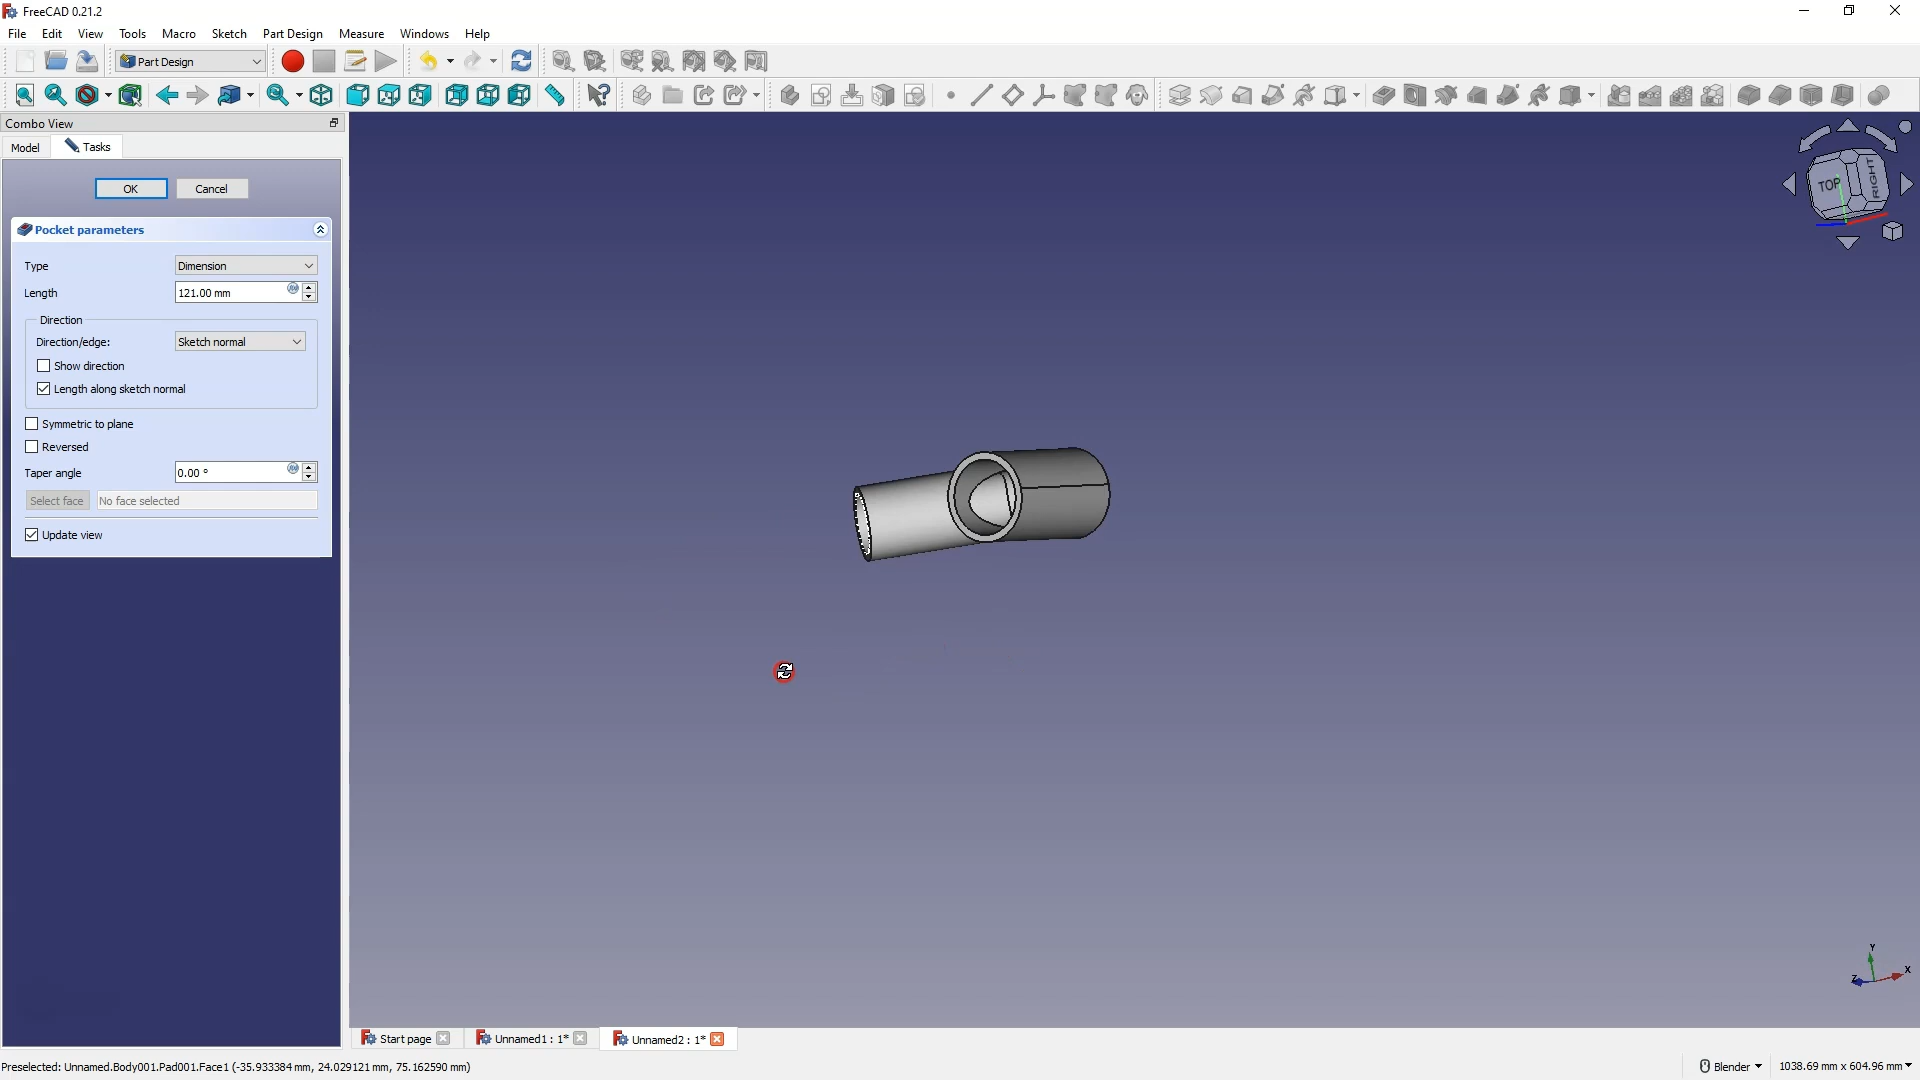 FreeCAD 0.21.2
File Edit View Tools Macro Sketch Part Design Measure Windows Help
Part Design
Combo View
Model Tasks
OK Cancel
Pocket parameters
Type Dimension
Length 121.00 mm
Direction
Direction/edge: Sketch normal
Show direction
Length along sketch normal
Symmetric to plane
Reversed
Taper angle 0.00 °
Select face No face selected
Update view
TOP RIGHT
Y
X
Z
Start page Unnamed1 : 1* Unnamed2 : 1*
Preselected: Unnamed.Body001.Pad001.Face1 (-35.933384 mm, 24.029121 mm, 75.162590 mm) Blender 1038.69 mm x 604.96 mm